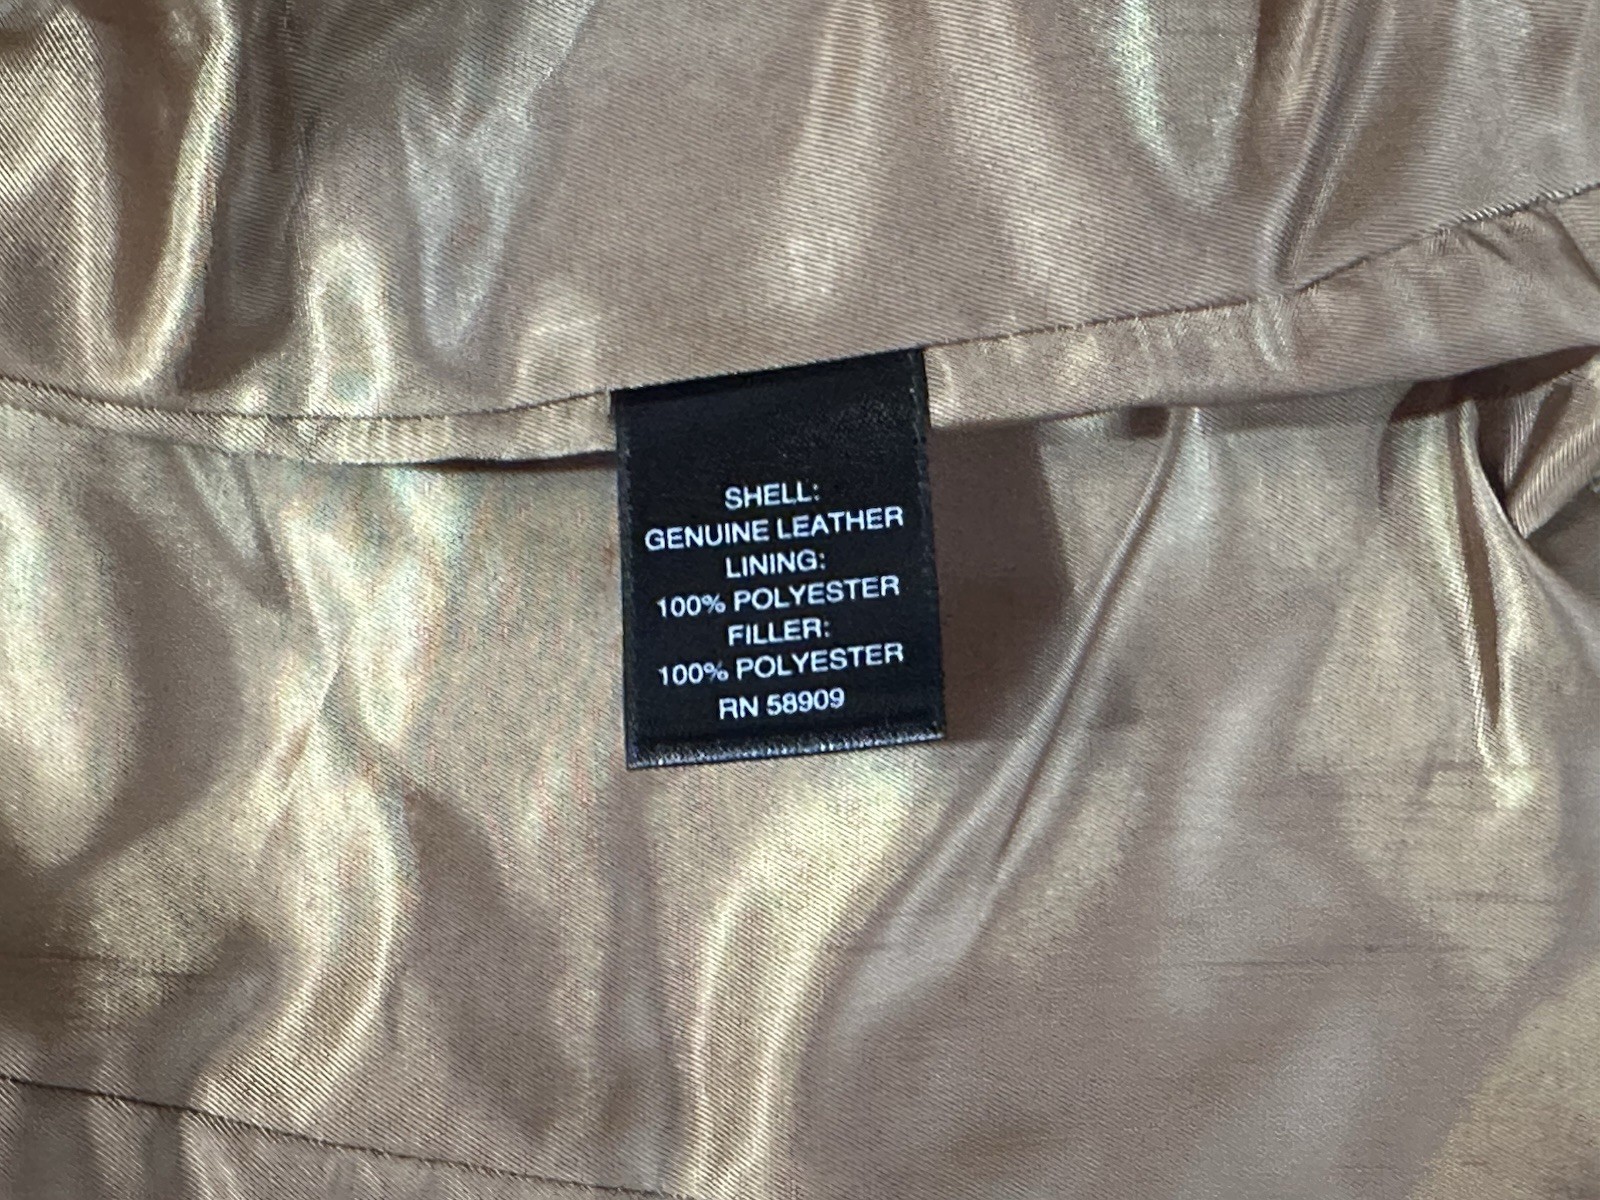 SHELL:
GENUINE LEATHER
LINING:
100% POLYESTER
FILLER:
100% POLYESTER
RN 58909